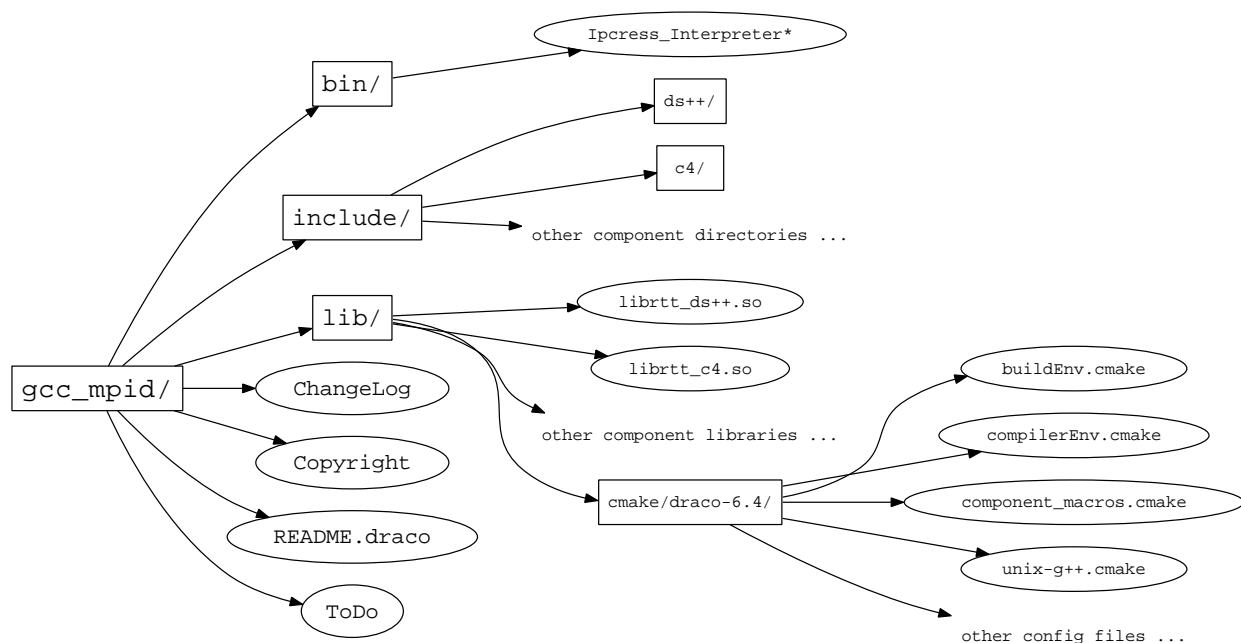 Ipcress_Interpreter*
bin/
ds++/
c4/
include/
other component directories ...
librtt_ds++.so
lib/
librtt_c4.so
buildEnv.cmake
gcc_mpid/
ChangeLog
other component libraries ...
compilerEnv.cmake
Copyright
cmake/draco-6.4/
component_macros.cmake
README.draco
unix-g++.cmake
ToDo
other config files ...